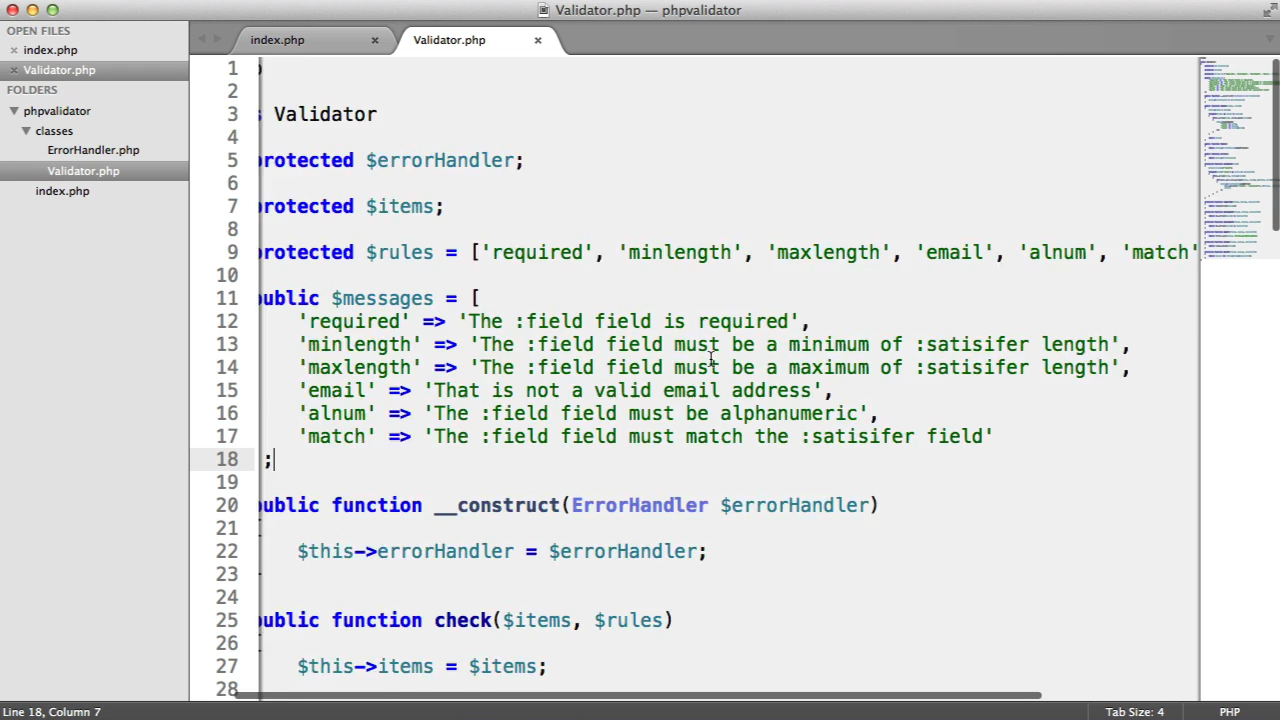 Validator.php — phpvalidator
OPEN FILES
index.php
Validator.php
FOLDERS
phpvalidator
classes
ErrorHandler.php
Validator.php
index.php
index.php
Validator.php
1
2
3 Validator
4
5 protected $errorHandler;
6
7 protected $items;
8
9 protected $rules = ['required', 'minlength', 'maxlength', 'email', 'alnum', 'match'
10
11 public $messages = [
12 'required' => 'The :field field is required',
13 'minlength' => 'The :field field must be a minimum of :satisifer length',
14 'maxlength' => 'The :field field must be a maximum of :satisifer length',
15 'email' => 'That is not a valid email address',
16 'alnum' => 'The :field field must be alphanumeric',
17 'match' => 'The :field field must match the :satisifer field'
18 ;
19
20 public function __construct(ErrorHandler $errorHandler)
21
22 $this->errorHandler = $errorHandler;
23
24
25 public function check($items, $rules)
26
27 $this->items = $items;
28
Line 18, Column 7
Tab Size: 4
PHP